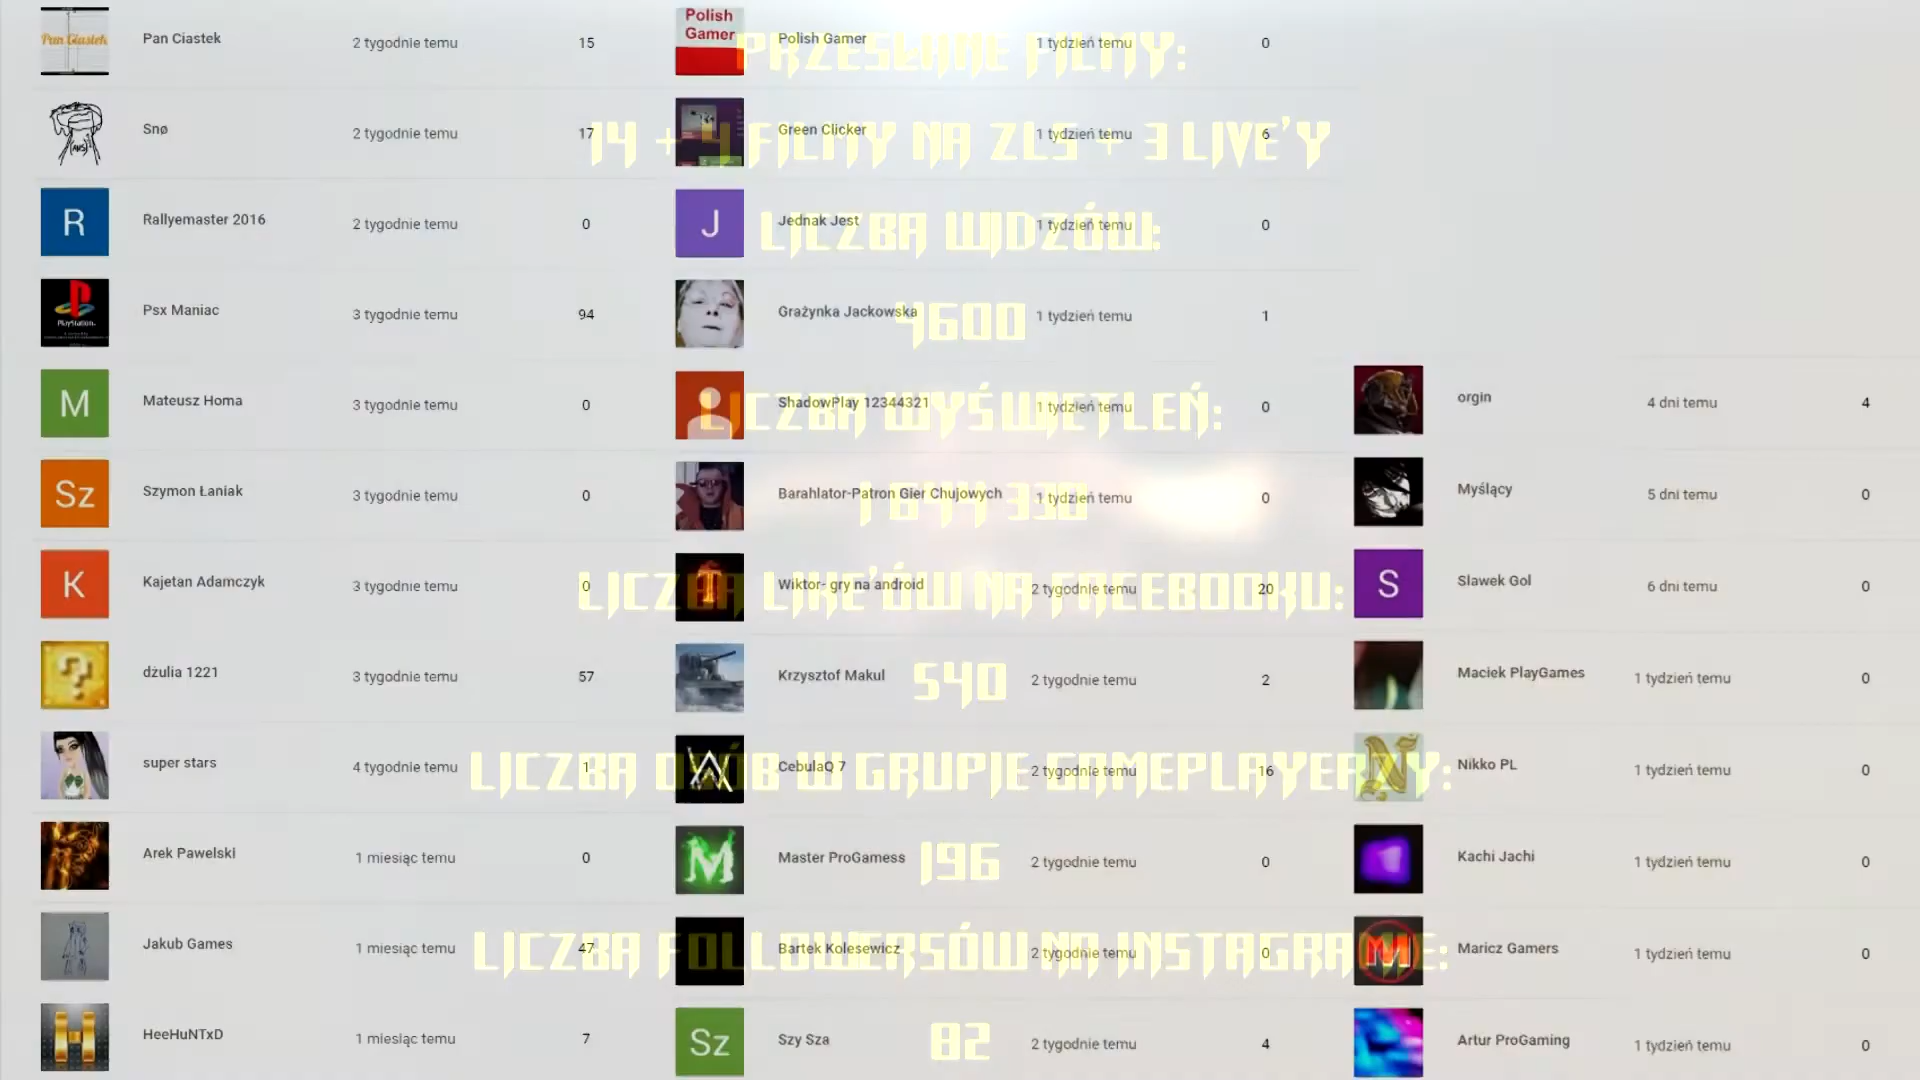 Pan Ciastek
Pan Ciastek 2 tygodnie temu 15
Snø 2 tygodnie temu 17
R
Rallyemaster 2016 2 tygodnie temu 0
PlayStation.
Psx Maniac 3 tygodnie temu 94
M
Mateusz Homa 3 tygodnie temu 0
Sz
Szymon Łaniak 3 tygodnie temu 0
K
Kajetan Adamczyk 3 tygodnie temu 0
?
dżulia 1221 3 tygodnie temu 57
super stars 4 tygodnie temu 1
Arek Pawelski 1 miesiąc temu 0
Jakub Games 1 miesiąc temu 47
H
HeeHuNTxD 1 miesiąc temu 7
Polish
Gamer
Polish Gamer 1 tydzień temu 0
Green Clicker 1 tydzień temu 6
J
Jednak Jest 1 tydzień temu 0
Grażynka Jackowska 1 tydzień temu 1
ShadowPlay 12344321 1 tydzień temu 0
Barahlator-Patron Gier Chujowych 1 tydzień temu 0
Wiktor- gry na android 2 tygodnie temu 20
Krzysztof Makul 2 tygodnie temu 2
CebulaQ 7 2 tygodnie temu 16
M
Master ProGamess 2 tygodnie temu 0
Bartek Kolesewicz 2 tygodnie temu 0
Sz
Szy Sza 2 tygodnie temu 4
orgin 4 dni temu 4
Myślący 5 dni temu 0
S
Slawek Gol 6 dni temu 0
Maciek PlayGames 1 tydzień temu 0
N
Nikko PL 1 tydzień temu 0
Kachi Jachi 1 tydzień temu 0
M
Maricz Gamers 1 tydzień temu 0
Artur ProGaming 1 tydzień temu 0
PRZESŁANE FILMY:
14 + 4 FILMY NA ZLS + 3 LIVE'Y
LICZBA WIDZÓW:
4600
LICZBA WYŚWIETLEŃ:
1 644 330
LICZBA LIKE'ÓW NA FACEBOOKU:
540
LICZBA OSÓB W GRUPIE GAMEPLAYERZY:
196
LICZBA FOLLOWERSÓW NA INSTAGRAMIE:
82